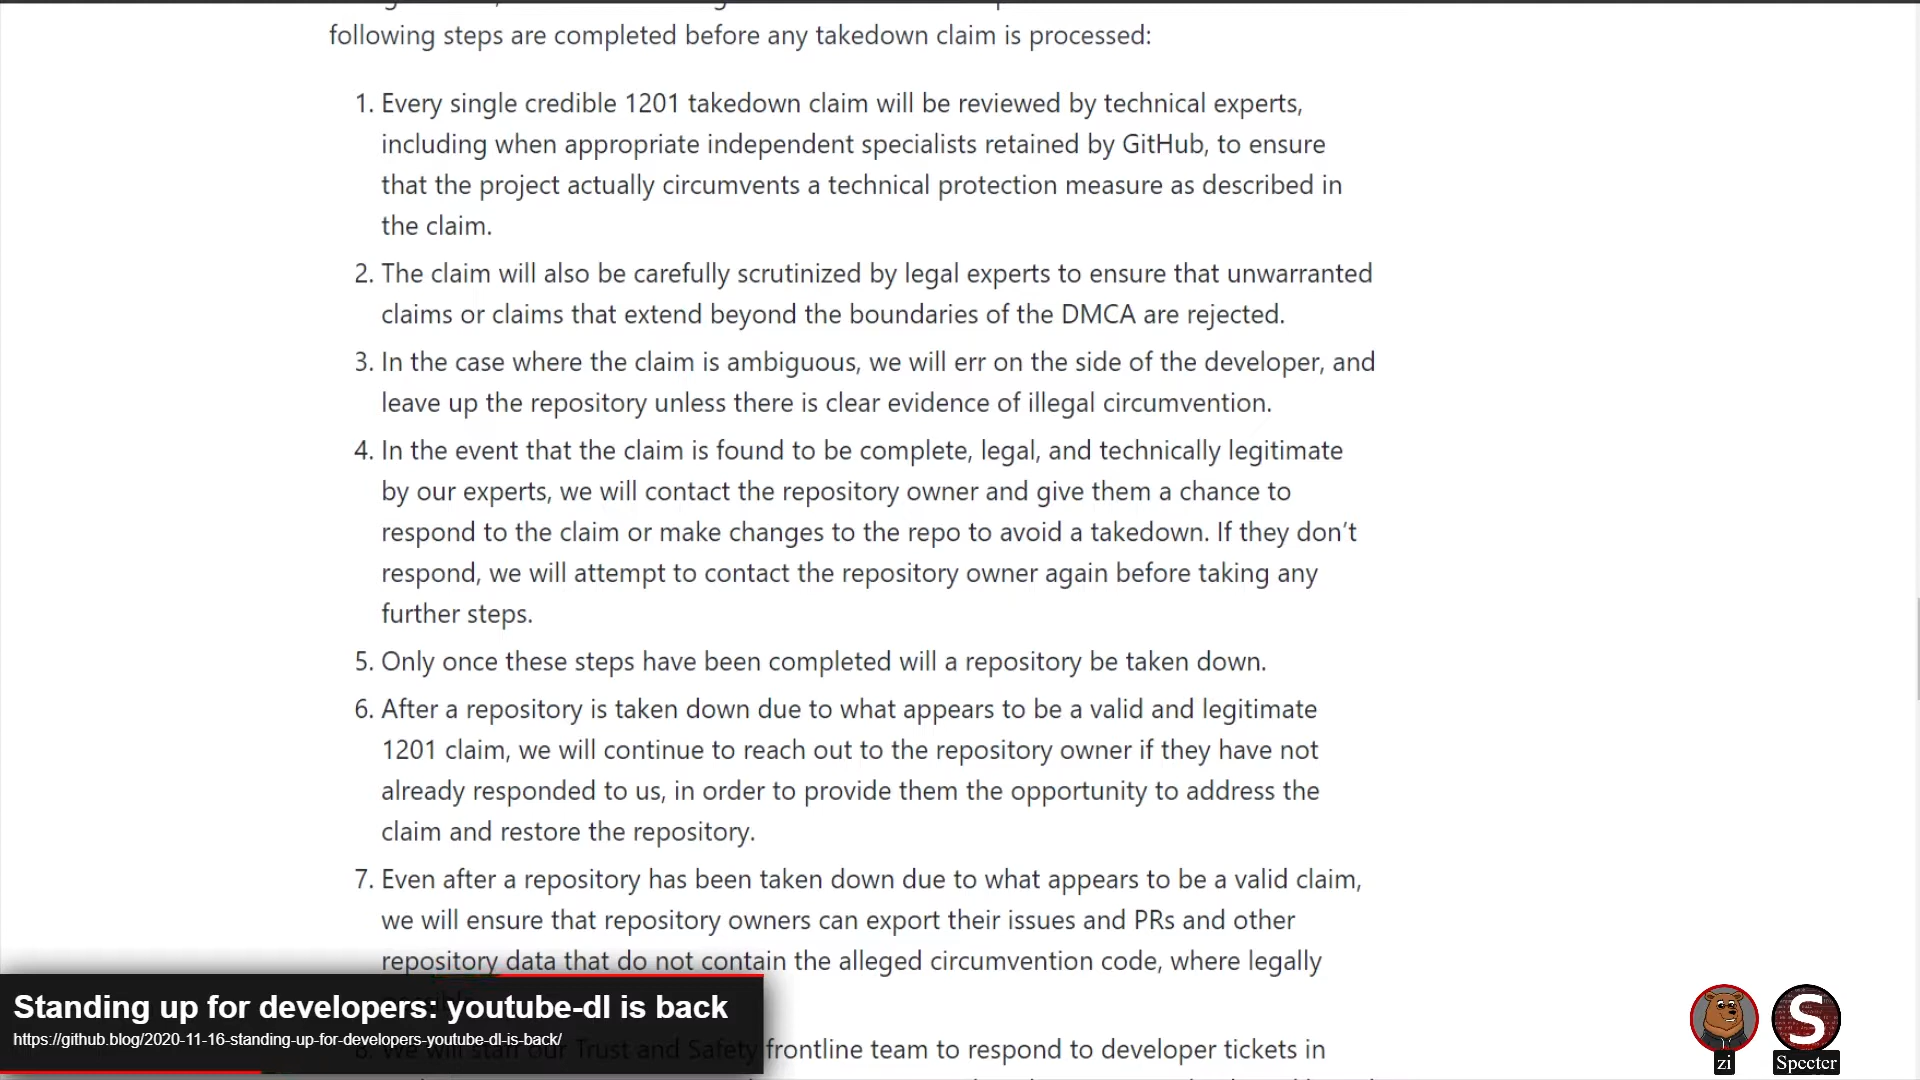 following steps are completed before any takedown claim is processed:
1. Every single credible 1201 takedown claim will be reviewed by technical experts,
including when appropriate independent specialists retained by GitHub, to ensure
that the project actually circumvents a technical protection measure as described in
the claim.
2. The claim will also be carefully scrutinized by legal experts to ensure that unwarranted
claims or claims that extend beyond the boundaries of the DMCA are rejected.
3. In the case where the claim is ambiguous, we will err on the side of the developer, and
leave up the repository unless there is clear evidence of illegal circumvention.
4. In the event that the claim is found to be complete, legal, and technically legitimate
by our experts, we will contact the repository owner and give them a chance to
respond to the claim or make changes to the repo to avoid a takedown. If they don’t
respond, we will attempt to contact the repository owner again before taking any
further steps.
5. Only once these steps have been completed will a repository be taken down.
6. After a repository is taken down due to what appears to be a valid and legitimate
1201 claim, we will continue to reach out to the repository owner if they have not
already responded to us, in order to provide them the opportunity to address the
claim and restore the repository.
7. Even after a repository has been taken down due to what appears to be a valid claim,
we will ensure that repository owners can export their issues and PRs and other
repository data that do not contain the alleged circumvention code, where legally
8. We will staff our Trust and Safety frontline team to respond to developer tickets in
Standing up for developers: youtube-dl is back
https://github.blog/2020-11-16-standing-up-for-developers-youtube-dl-is-back/
zi
S
Specter